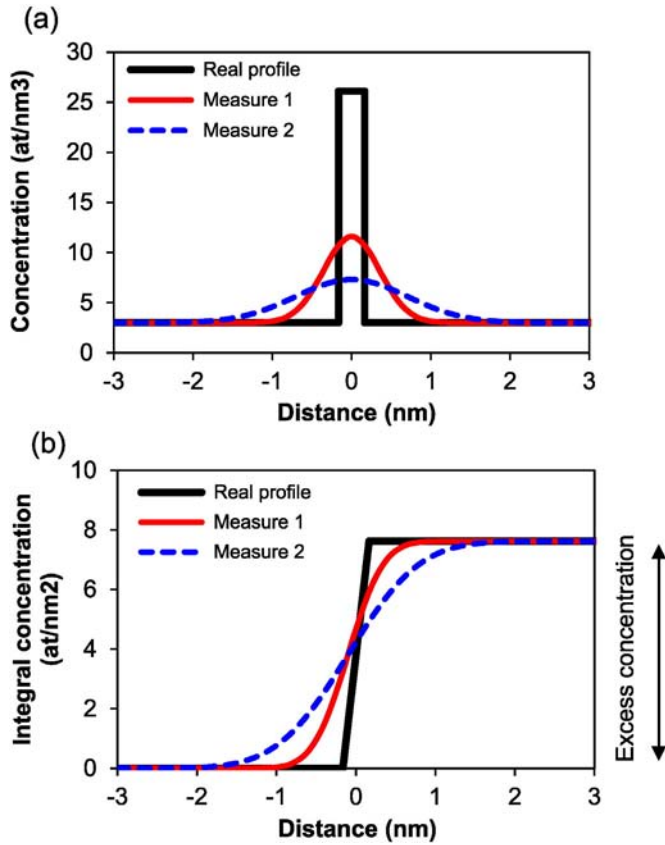 (a)
Concentration (at/nm3)
30
25
20
15
10
5
0
Real profile
Measure 1
Measure 2
-3 -2 -1 0 1 2 3
Distance (nm)
(b)
Integral concentration
(at/nm2)
10
8
6
4
2
0
Real profile
Measure 1
Measure 2
-3 -2 -1 0 1 2 3
Distance (nm)
Excess concentration